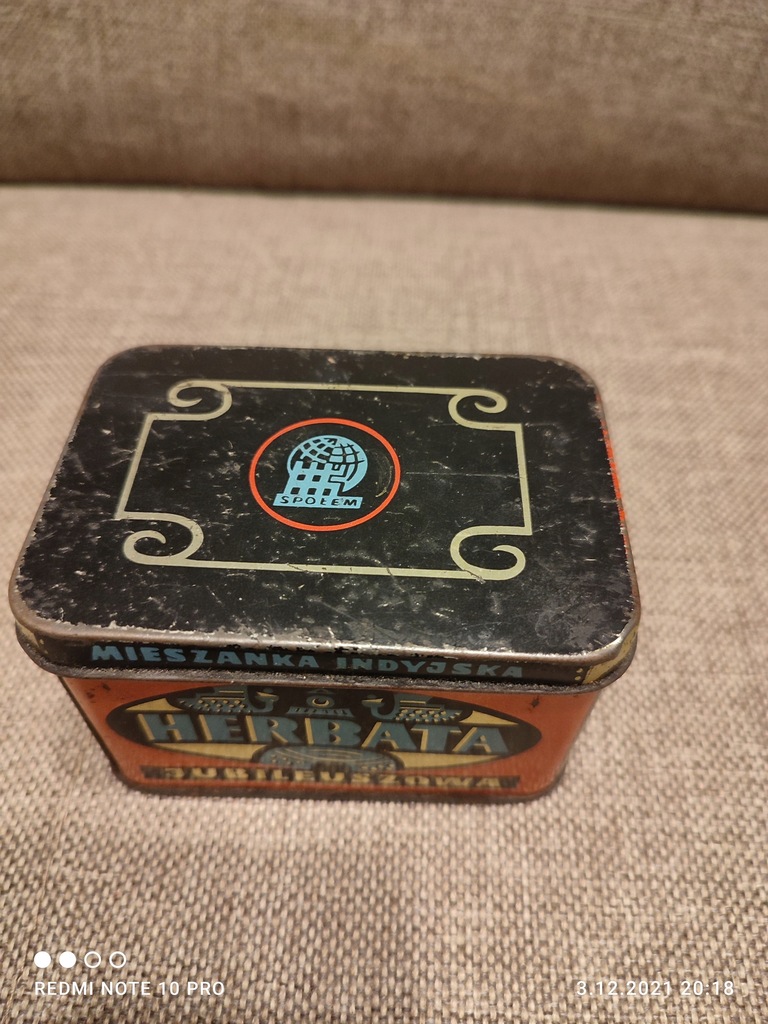 SPOŁEM
MIESZANKA INDYJSKA
HERBATA
JUBILEUSZOWA
REDMI NOTE 10 PRO
3.12.2021 20:18